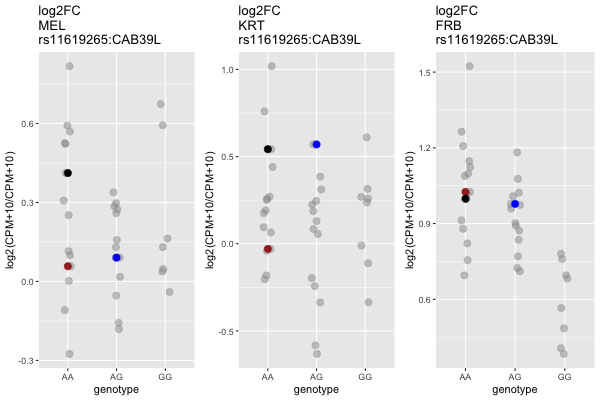 log2FC
MEL
rs11619265:CAB39L
log2(CPM+10/CPM+10)
0.6
0.3
0.0
-0.3
AA AG GG
genotype
log2FC
KRT
rs11619265:CAB39L
log2(CPM+10/CPM+10)
1.0
0.5
0.0
-0.5
AA AG GG
genotype
log2FC
FRB
rs11619265:CAB39L
log2(CPM+10/CPM+10)
1.5
1.2
0.9
0.6
AA AG GG
genotype